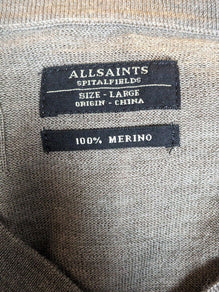 ALLSAINTS
SPITALFIELDS
SIZE - LARGE
ORIGIN - CHINA
100% MERINO